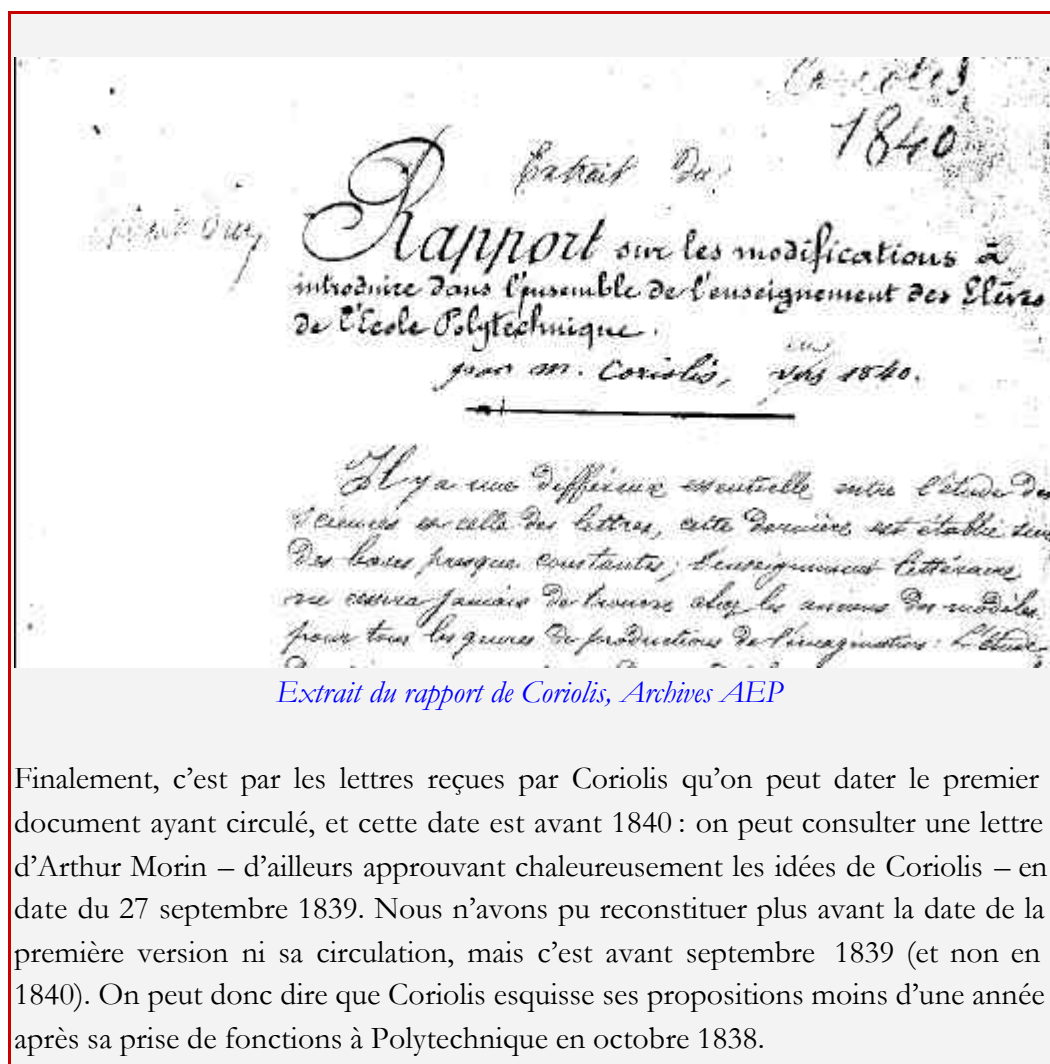 Coriolis
1840
Extrait du
Rapport sur les modifications à
introduire dans l'ensemble de l'enseignement des Elèves
de l'Ecole Polytechnique.
par m. Coriolis, vers 1840.
Il y a une différence essentielle entre l'étude des
sciences et celle des lettres, cette dernière est établie sur
des bases presque constantes; l'enseignement littéraire,
ne cessera jamais de trouver chez les anciens des modèles
pour tous les genres de productions de l'imagination: L'étude
Extrait du rapport de Coriolis, Archives AEP
Finalement, c'est par les lettres reçues par Coriolis qu'on peut dater le premier
document ayant circulé, et cette date est avant 1840 : on peut consulter une lettre
d'Arthur Morin – d'ailleurs approuvant chaleureusement les idées de Coriolis – en
date du 27 septembre 1839. Nous n'avons pu reconstituer plus avant la date de la
première version ni sa circulation, mais c'est avant septembre 1839 (et non en
1840). On peut donc dire que Coriolis esquisse ses propositions moins d'une année
après sa prise de fonctions à Polytechnique en octobre 1838.